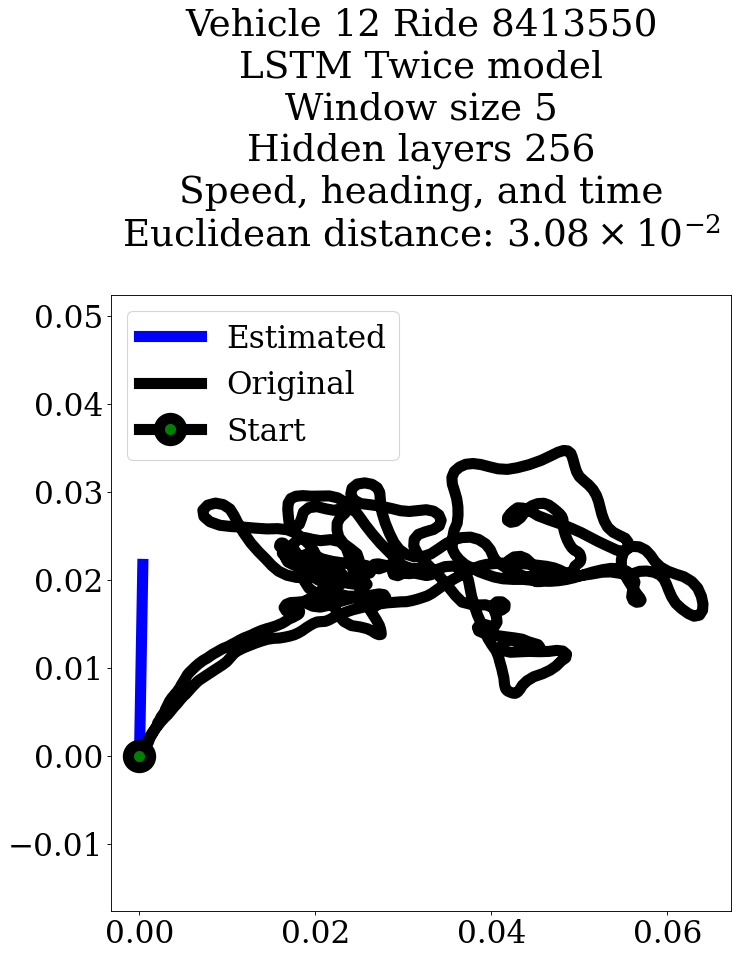 Vehicle 12 Ride 8413550
LSTM Twice model
Window size 5
Hidden layers 256
Speed, heading, and time
Euclidean distance: 3.08 × 10⁻²
Estimated
Original
Start
0.05
0.04
0.03
0.02
0.01
0.00
−0.01
0.00 0.02 0.04 0.06